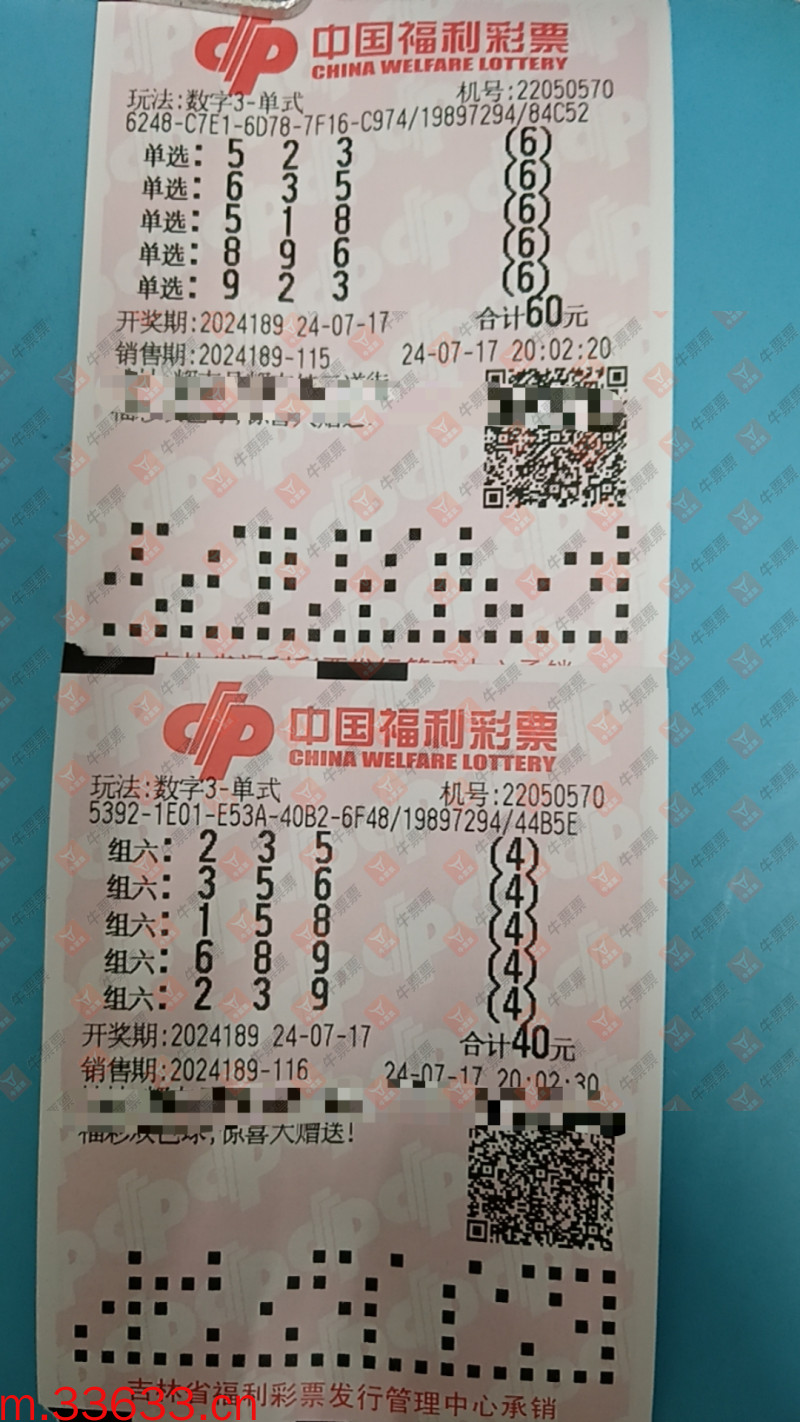 中国福利彩票
CHINA WELFARE LOTTERY
玩法:数字3-单式 机号:22050570
6248-C7E1-6D78-7F16-C974/19897294/84C52
单选: 5 2 3 (6)
单选: 6 3 5 (6)
单选: 5 1 8 (6)
单选: 8 9 6 (6)
单选: 9 2 3 (6)
开奖期:2024189 24-07-17 合计60元
销售期:2024189-115 24-07-17 20:02:20
中国福利彩票
CHINA WELFARE LOTTERY
玩法:数字3-单式 机号:22050570
5392-1E01-E53A-40B2-6F48/19897294/44B5E
组六: 2 3 5 (4)
组六: 3 5 6 (4)
组六: 1 5 8 (4)
组六: 6 8 9 (4)
组六: 2 3 9 (4)
开奖期:2024189 24-07-17 合计40元
销售期:2024189-116 24-07-17 20:02:30
福彩双色球,惊喜大赠送!
吉林省福利彩票发行管理中心承销
m.33633.cn
牛票票